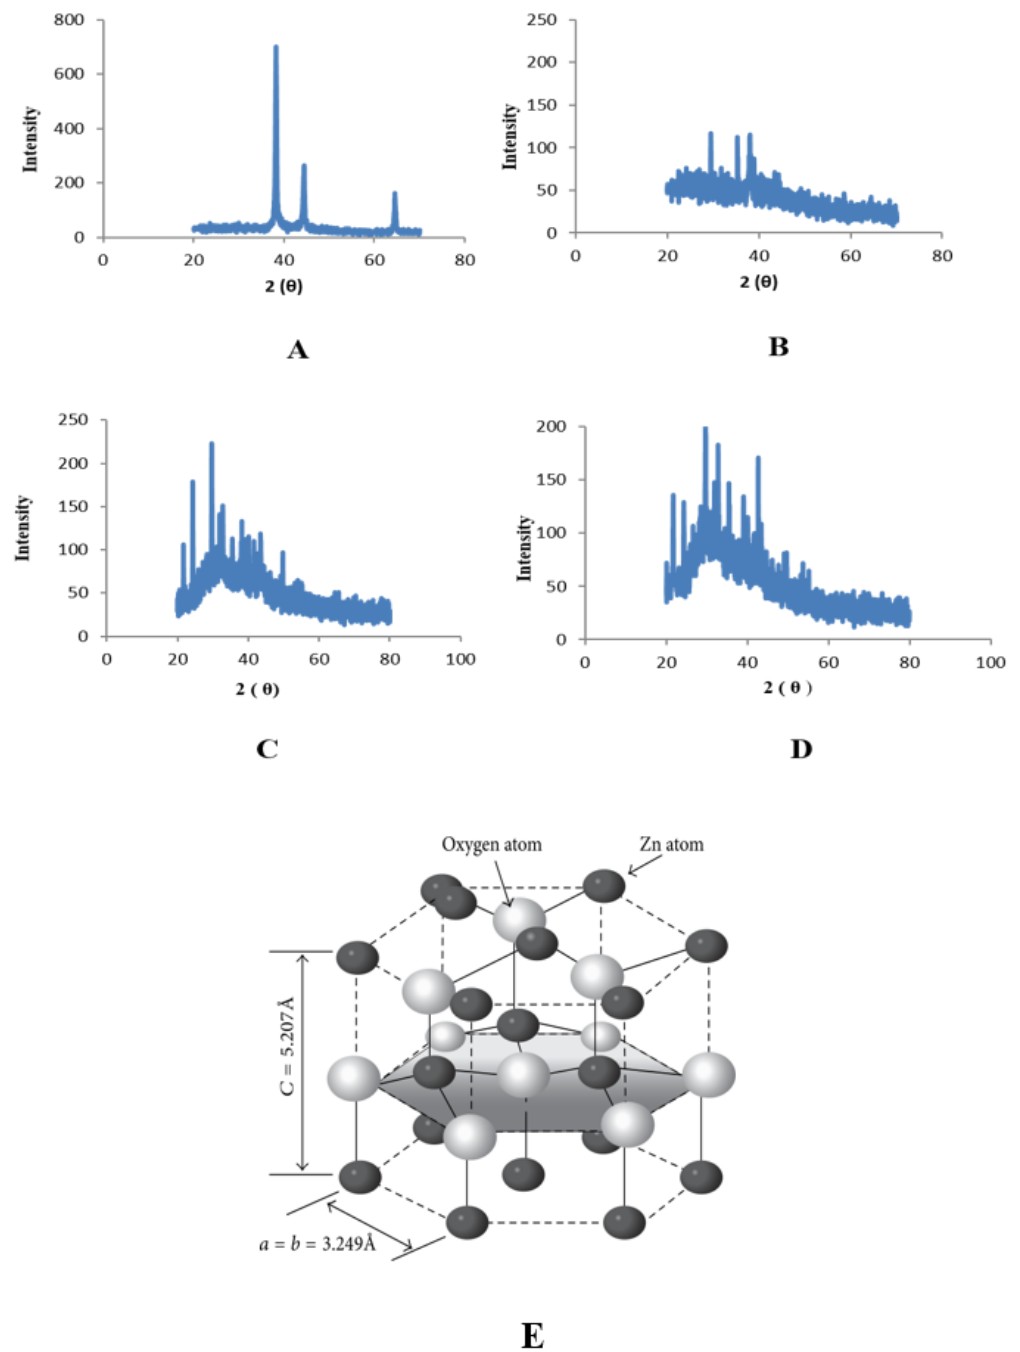 800
600
400
200
0
Intensity
0 20 40 60 80
2 (θ)
A
250
200
150
100
50
0
Intensity
0 20 40 60 80
2 (θ)
B
250
200
150
100
50
0
Intensity
0 20 40 60 80 100
2 ( θ)
C
200
150
100
50
0
Intensity
0 20 40 60 80 100
2 ( θ )
D
Oxygen atom
Zn atom
C = 5.207Å
a = b = 3.249Å
E